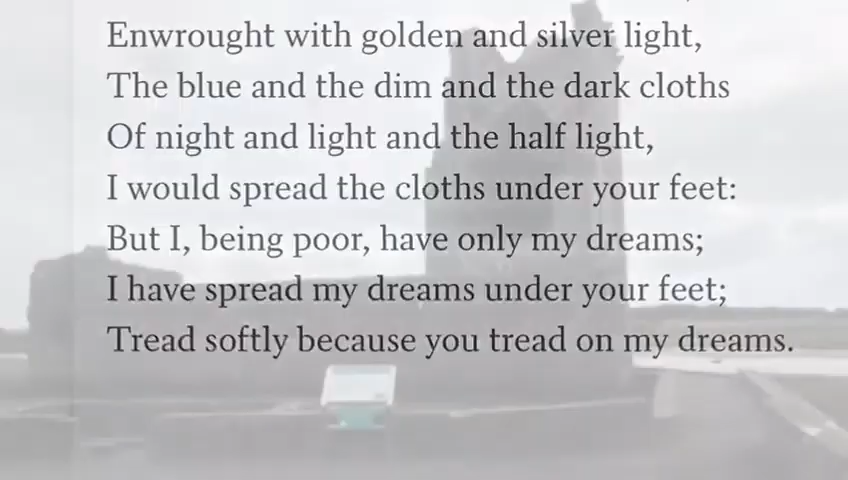 Enwrought with golden and silver light,
The blue and the dim and the dark cloths
Of night and light and the half light,
I would spread the cloths under your feet:
But I, being poor, have only my dreams;
I have spread my dreams under your feet;
Tread softly because you tread on my dreams.